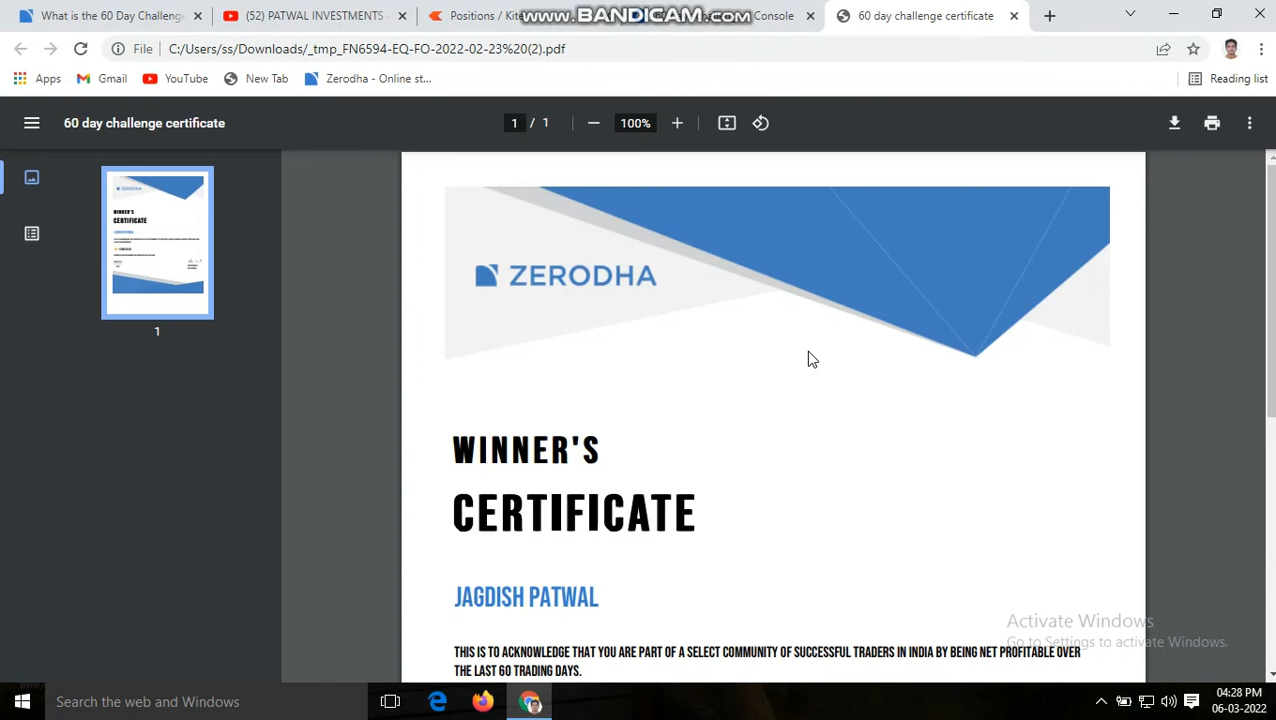 What is the 60 Day Challenge
(52) PATWAL INVESTMENTS -
Positions / Kite
www.BANDICAM.com
Console
60 day challenge certificate
File
C:/Users/ss/Downloads/_tmp_FN6594-EQ-FO-2022-02-23%20(2).pdf
Apps
Gmail
YouTube
New Tab
Zerodha - Online st...
Reading list
60 day challenge certificate
1 / 1
100%
ZERODHA
WINNER'S
CERTIFICATE
1
ZERODHA
WINNER'S
CERTIFICATE
JAGDISH PATWAL
THIS IS TO ACKNOWLEDGE THAT YOU ARE PART OF A SELECT COMMUNITY OF SUCCESSFUL TRADERS IN INDIA BY BEING NET PROFITABLE OVER
THE LAST 60 TRADING DAYS.
Activate Windows
Go to Settings to activate Windows.
Search the web and Windows
04:28 PM
06-03-2022